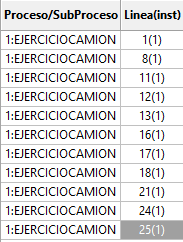 Proceso/SubProceso Linea(inst)
1:EJERCICIOCAMION 1(1)
1:EJERCICIOCAMION 8(1)
1:EJERCICIOCAMION 11(1)
1:EJERCICIOCAMION 12(1)
1:EJERCICIOCAMION 13(1)
1:EJERCICIOCAMION 16(1)
1:EJERCICIOCAMION 17(1)
1:EJERCICIOCAMION 18(1)
1:EJERCICIOCAMION 21(1)
1:EJERCICIOCAMION 24(1)
1:EJERCICIOCAMION 25(1)